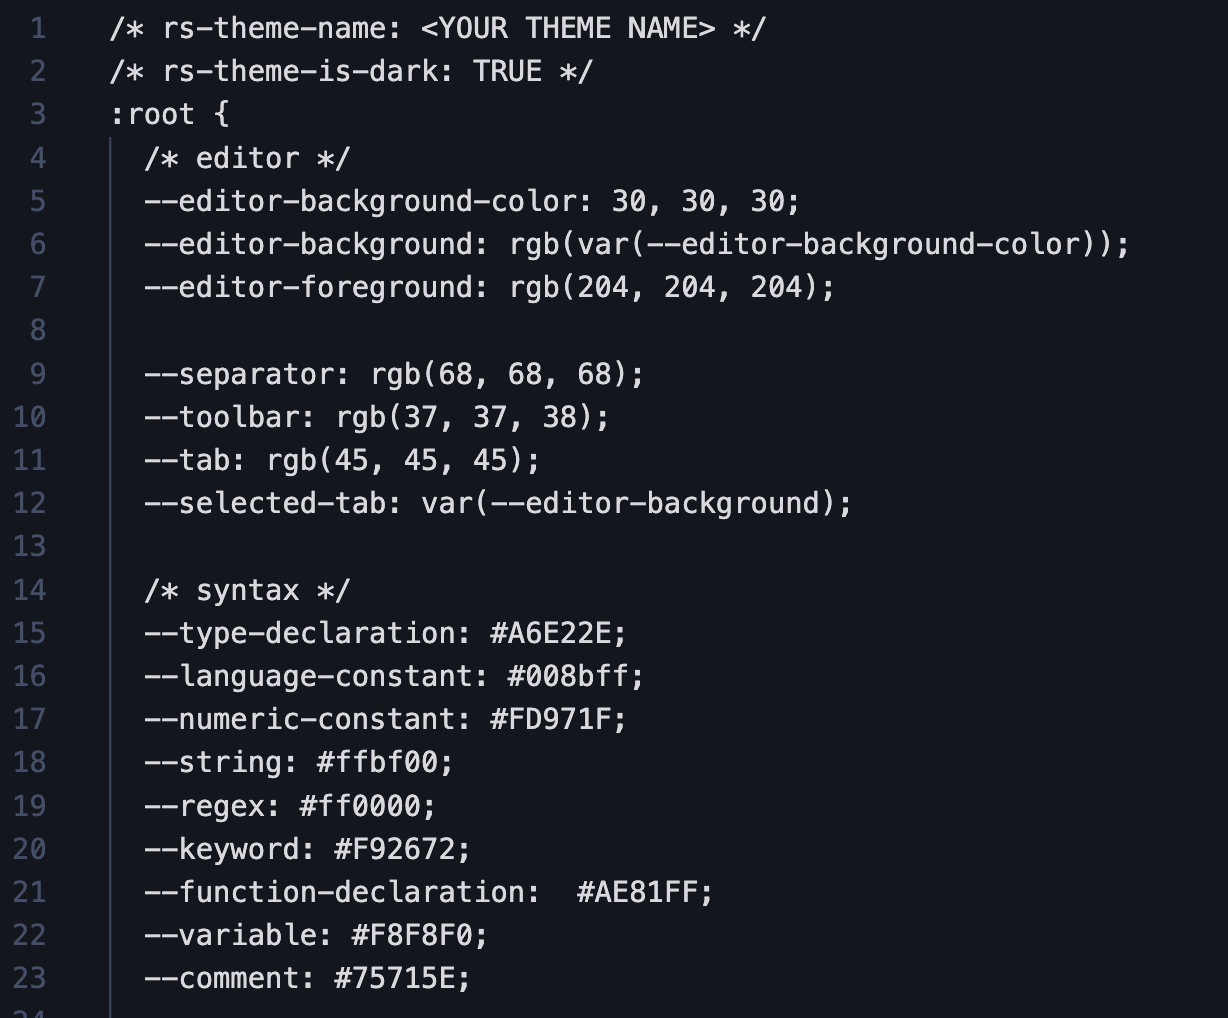 1 /* rs-theme-name: <YOUR THEME NAME> */
2 /* rs-theme-is-dark: TRUE */
3 :root {
4 /* editor */
5 --editor-background-color: 30, 30, 30;
6 --editor-background: rgb(var(--editor-background-color));
7 --editor-foreground: rgb(204, 204, 204);
8
9 --separator: rgb(68, 68, 68);
10 --toolbar: rgb(37, 37, 38);
11 --tab: rgb(45, 45, 45);
12 --selected-tab: var(--editor-background);
13
14 /* syntax */
15 --type-declaration: #A6E22E;
16 --language-constant: #008bff;
17 --numeric-constant: #FD971F;
18 --string: #ffbf00;
19 --regex: #ff0000;
20 --keyword: #F92672;
21 --function-declaration:  #AE81FF;
22 --variable: #F8F8F0;
23 --comment: #75715E;
24